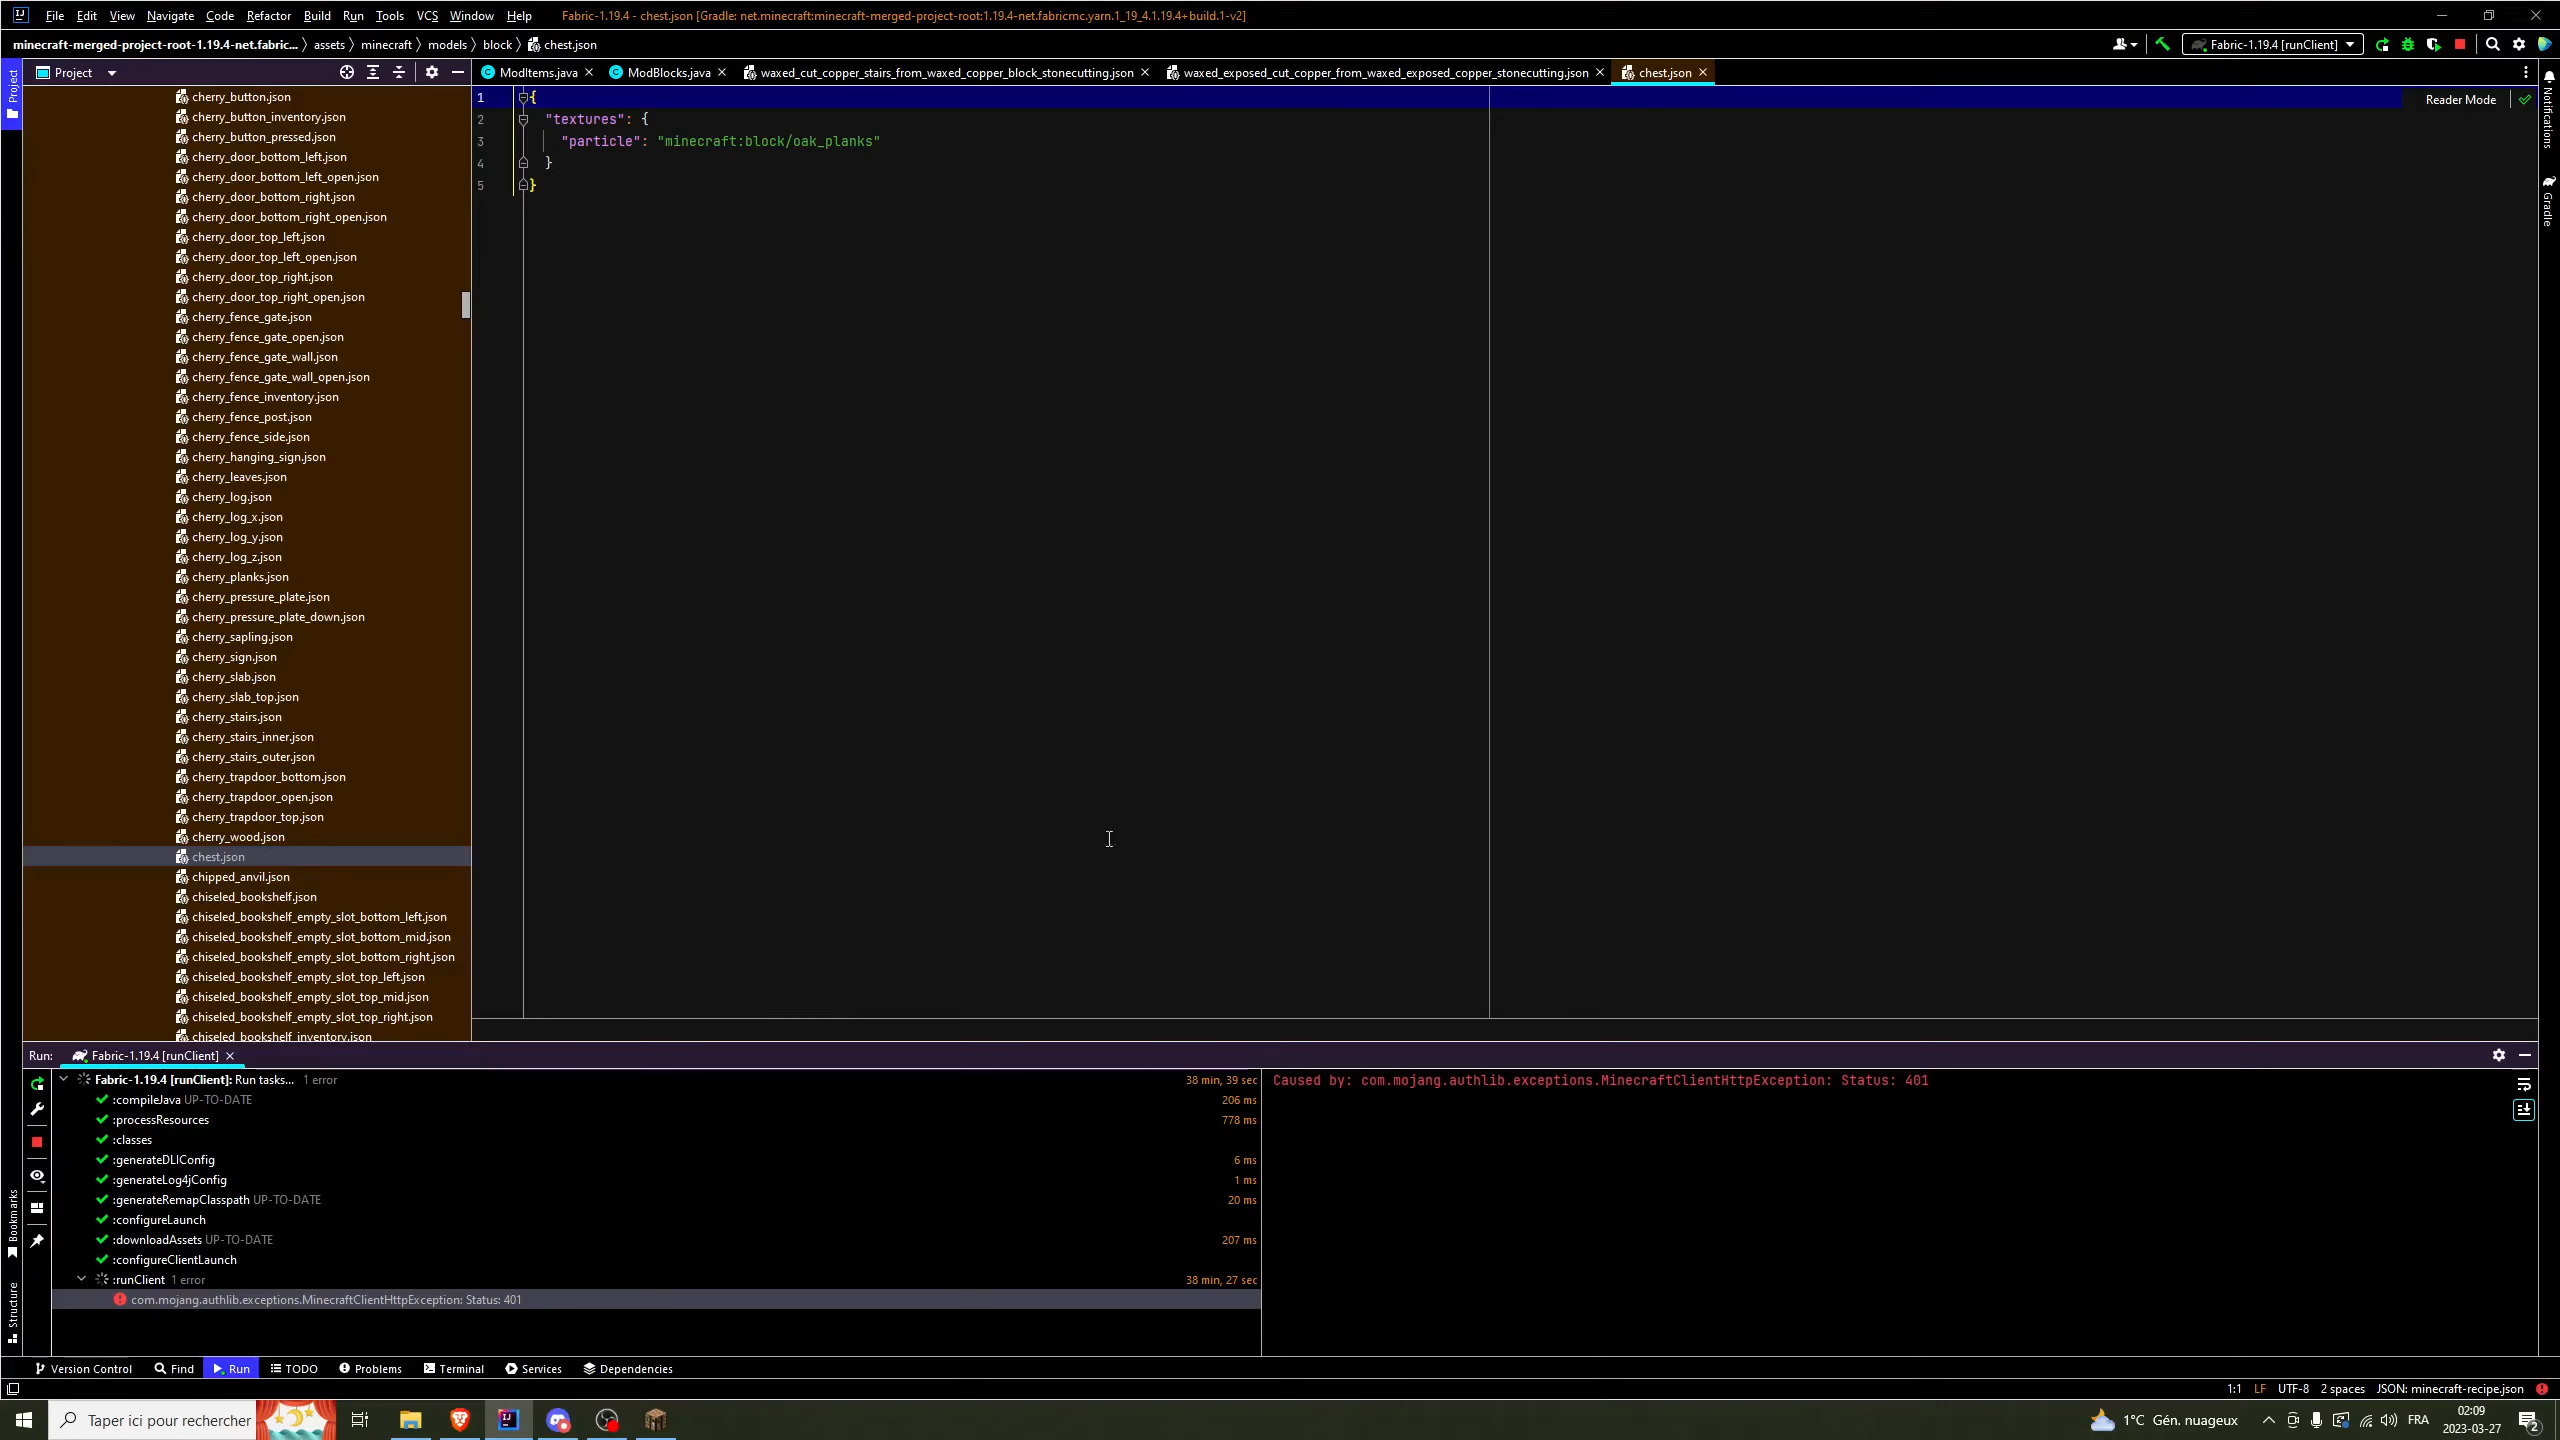 File Edit View Navigate Code Refactor Build Run Tools VCS Window Help Fabric-1.19.4 - chest.json [Gradle: net.minecraft:minecraft-merged-project-root:1.19.4-net.fabricmc.yarn.1_19_4.1.19.4+build.1-v2]
minecraft-merged-project-root-1.19.4-net.fabric... assets minecraft models block chest.json Fabric-1.19.4 [runClient]
Project ModItems.java ModBlocks.java waxed_cut_copper_stairs_from_waxed_copper_block_stonecutting.json waxed_exposed_cut_copper_from_waxed_exposed_copper_stonecutting.json chest.json
Project
Notifications
Gradle
Reader Mode
1 {
2 "textures": {
3 "particle": "minecraft:block/oak_planks"
4 }
5 }
cherry_button.json
cherry_button_inventory.json
cherry_button_pressed.json
cherry_door_bottom_left.json
cherry_door_bottom_left_open.json
cherry_door_bottom_right.json
cherry_door_bottom_right_open.json
cherry_door_top_left.json
cherry_door_top_left_open.json
cherry_door_top_right.json
cherry_door_top_right_open.json
cherry_fence_gate.json
cherry_fence_gate_open.json
cherry_fence_gate_wall.json
cherry_fence_gate_wall_open.json
cherry_fence_inventory.json
cherry_fence_post.json
cherry_fence_side.json
cherry_hanging_sign.json
cherry_leaves.json
cherry_log.json
cherry_log_x.json
cherry_log_y.json
cherry_log_z.json
cherry_planks.json
cherry_pressure_plate.json
cherry_pressure_plate_down.json
cherry_sapling.json
cherry_sign.json
cherry_slab.json
cherry_slab_top.json
cherry_stairs.json
cherry_stairs_inner.json
cherry_stairs_outer.json
cherry_trapdoor_bottom.json
cherry_trapdoor_open.json
cherry_trapdoor_top.json
cherry_wood.json
chest.json
chipped_anvil.json
chiseled_bookshelf.json
chiseled_bookshelf_empty_slot_bottom_left.json
chiseled_bookshelf_empty_slot_bottom_mid.json
chiseled_bookshelf_empty_slot_bottom_right.json
chiseled_bookshelf_empty_slot_top_left.json
chiseled_bookshelf_empty_slot_top_mid.json
chiseled_bookshelf_empty_slot_top_right.json
chiseled_bookshelf_inventory.json
Run: Fabric-1.19.4 [runClient]
Fabric-1.19.4 [runClient]: Run tasks... 1 error 38 min, 39 sec
:compileJava UP-TO-DATE 206 ms
:processResources 778 ms
:classes
:generateDLIConfig 6 ms
:generateLog4jConfig 1 ms
:generateRemapClasspath UP-TO-DATE 20 ms
:configureLaunch
:downloadAssets UP-TO-DATE 207 ms
:configureClientLaunch
:runClient 1 error 38 min, 27 sec
com.mojang.authlib.exceptions.MinecraftClientHttpException: Status: 401
Caused by: com.mojang.authlib.exceptions.MinecraftClientHttpException: Status: 401
Bookmarks
Structure
Version Control Find Run TODO Problems Terminal Services Dependencies
1:1 LF UTF-8 2 spaces JSON: minecraft-recipe.json
Taper ici pour rechercher 1°C Gén. nuageux FRA 02:09
2023-03-27 2